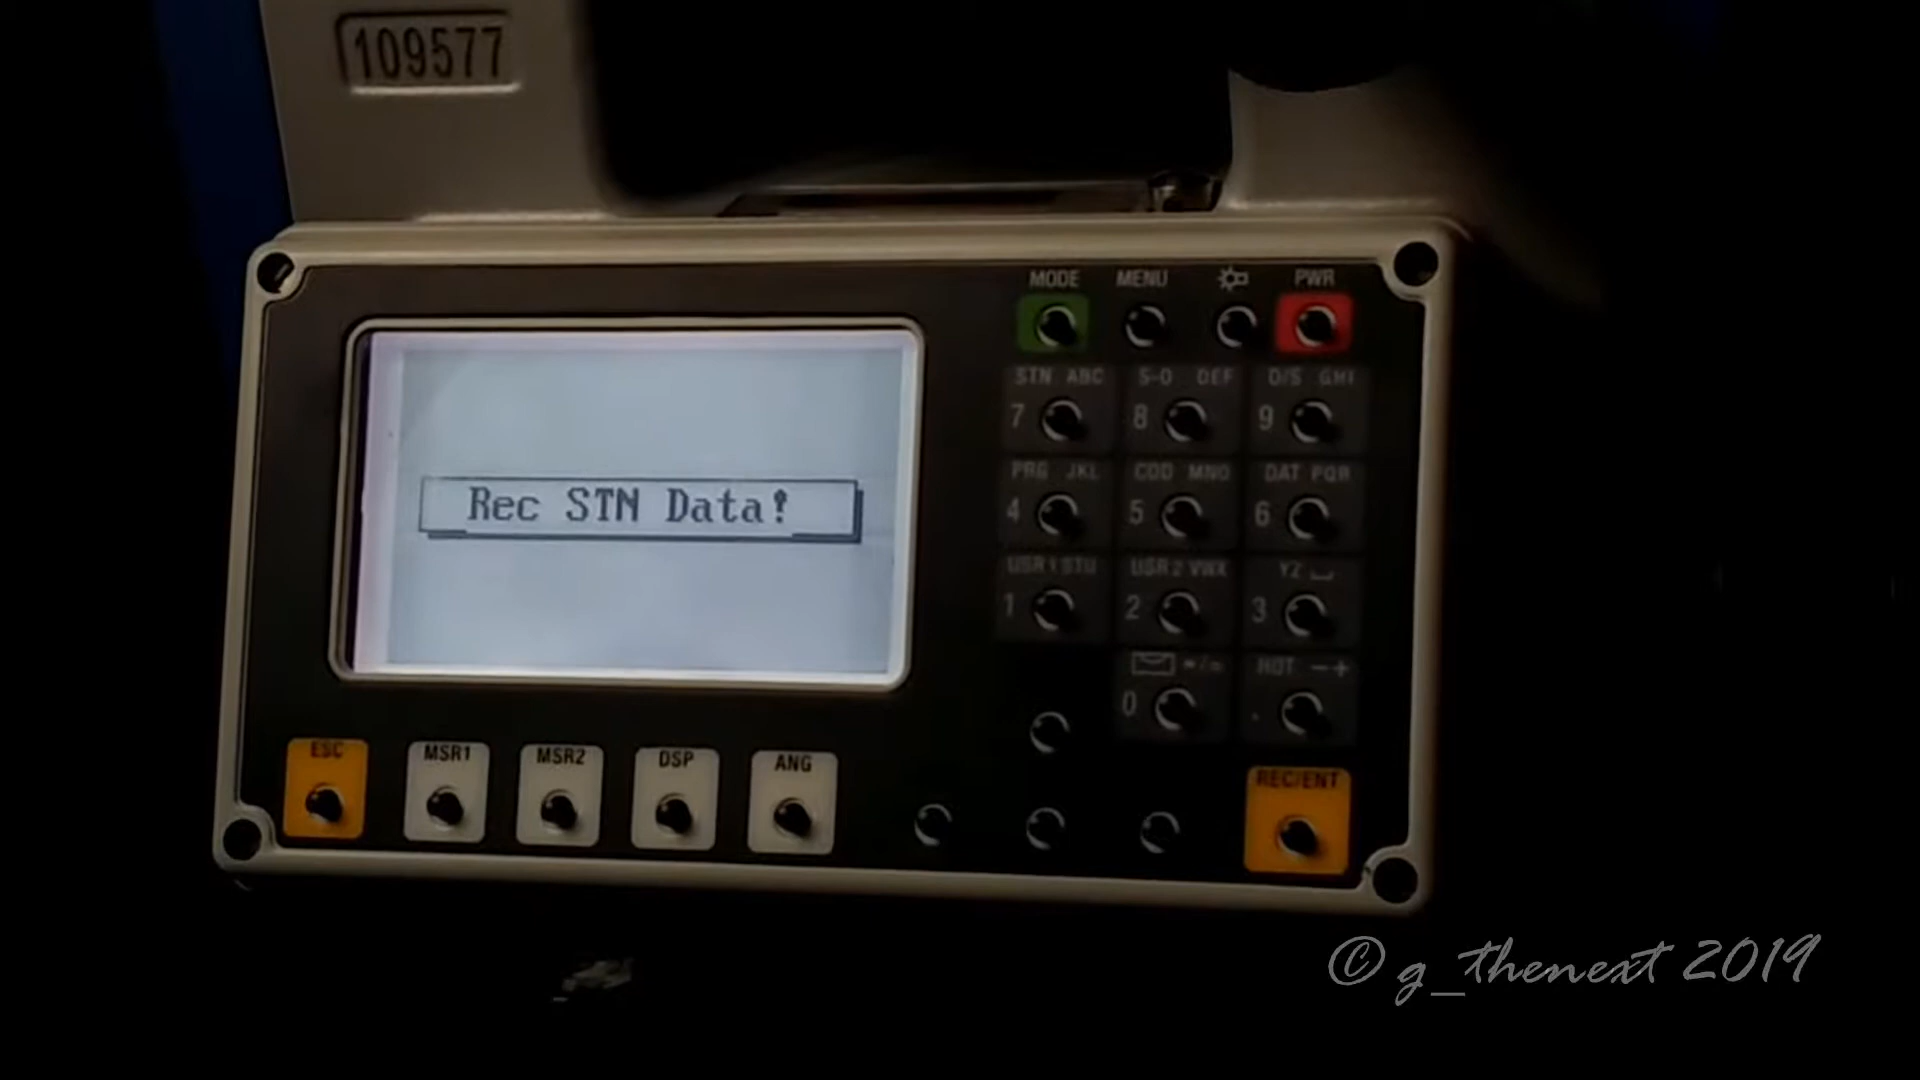 109577
MODE MENU PWR
STN ABC S-O DEF D/S GHI
7 8 9
PRG JKL COD MNO DAT PQR
4 5 6
USR1 STU USR2 VWX YZ
1 2 3
HOT -+
0 .
Rec STN Data!
ESC MSR1 MSR2 DSP ANG REC/ENT
© g_thenext 2019